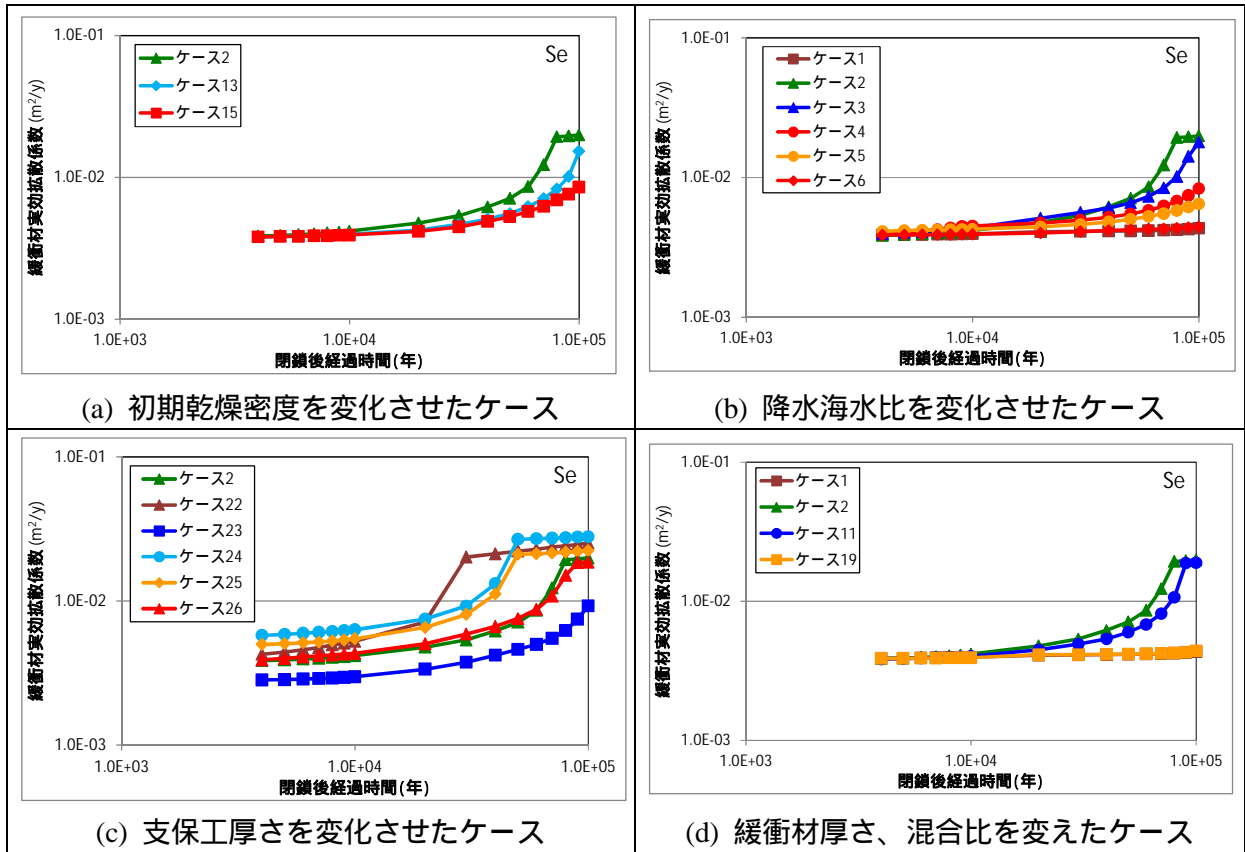 1.0E-01
1.0E-02
1.0E-03
緩衝材実効拡散係数 (m²/y)
ケース2
ケース13
ケース15
Se
1.0E+03
1.0E+04
1.0E+05
閉鎖後経過時間(年)
(a) 初期乾燥密度を変化させたケース
1.0E-01
1.0E-02
1.0E-03
緩衝材実効拡散係数 (m²/y)
ケース1
ケース2
ケース3
ケース4
ケース5
ケース6
Se
1.0E+03
1.0E+04
1.0E+05
閉鎖後経過時間(年)
(b) 降水海水比を変化させたケース
1.0E-01
1.0E-02
1.0E-03
緩衝材実効拡散係数 (m²/y)
ケース2
ケース22
ケース23
ケース24
ケース25
ケース26
Se
1.0E+03
1.0E+04
1.0E+05
閉鎖後経過時間(年)
(c) 支保工厚さを変化させたケース
1.0E-01
1.0E-02
1.0E-03
緩衝材実効拡散係数 (m²/y)
ケース1
ケース2
ケース11
ケース19
Se
1.0E+03
1.0E+04
1.0E+05
閉鎖後経過時間(年)
(d) 緩衝材厚さ、混合比を変えたケース